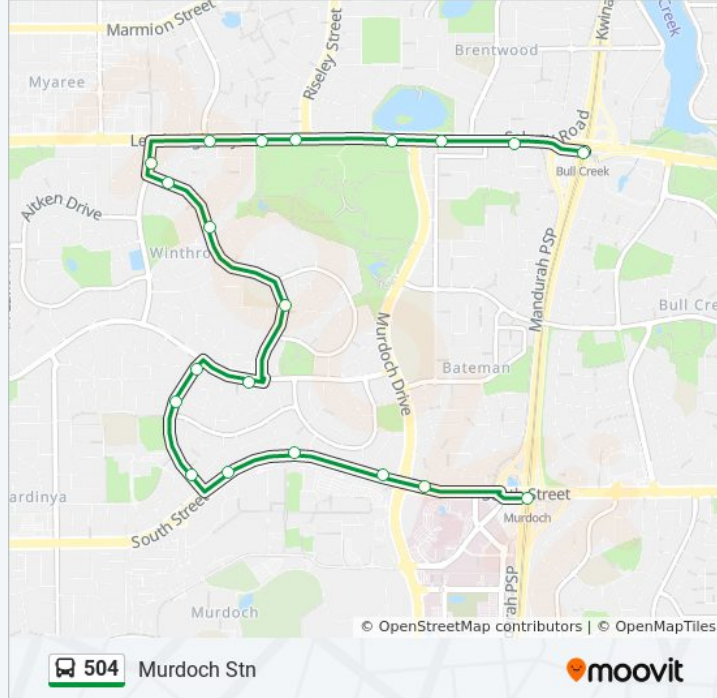 Marmion Street
Riseley Street
Kwina
Creek
Brentwood
Myaree
Le
Road
Bull Creek
Aitken Drive
Winthro
Mandurah PSP
Murdoch Drive
Bull Cre
Bateman
ardinya
South Street
Street
Murdoch
Murdoch
rah PSP
© OpenStreetMap contributors | © OpenMapTiles
504 Murdoch Stn
moovit